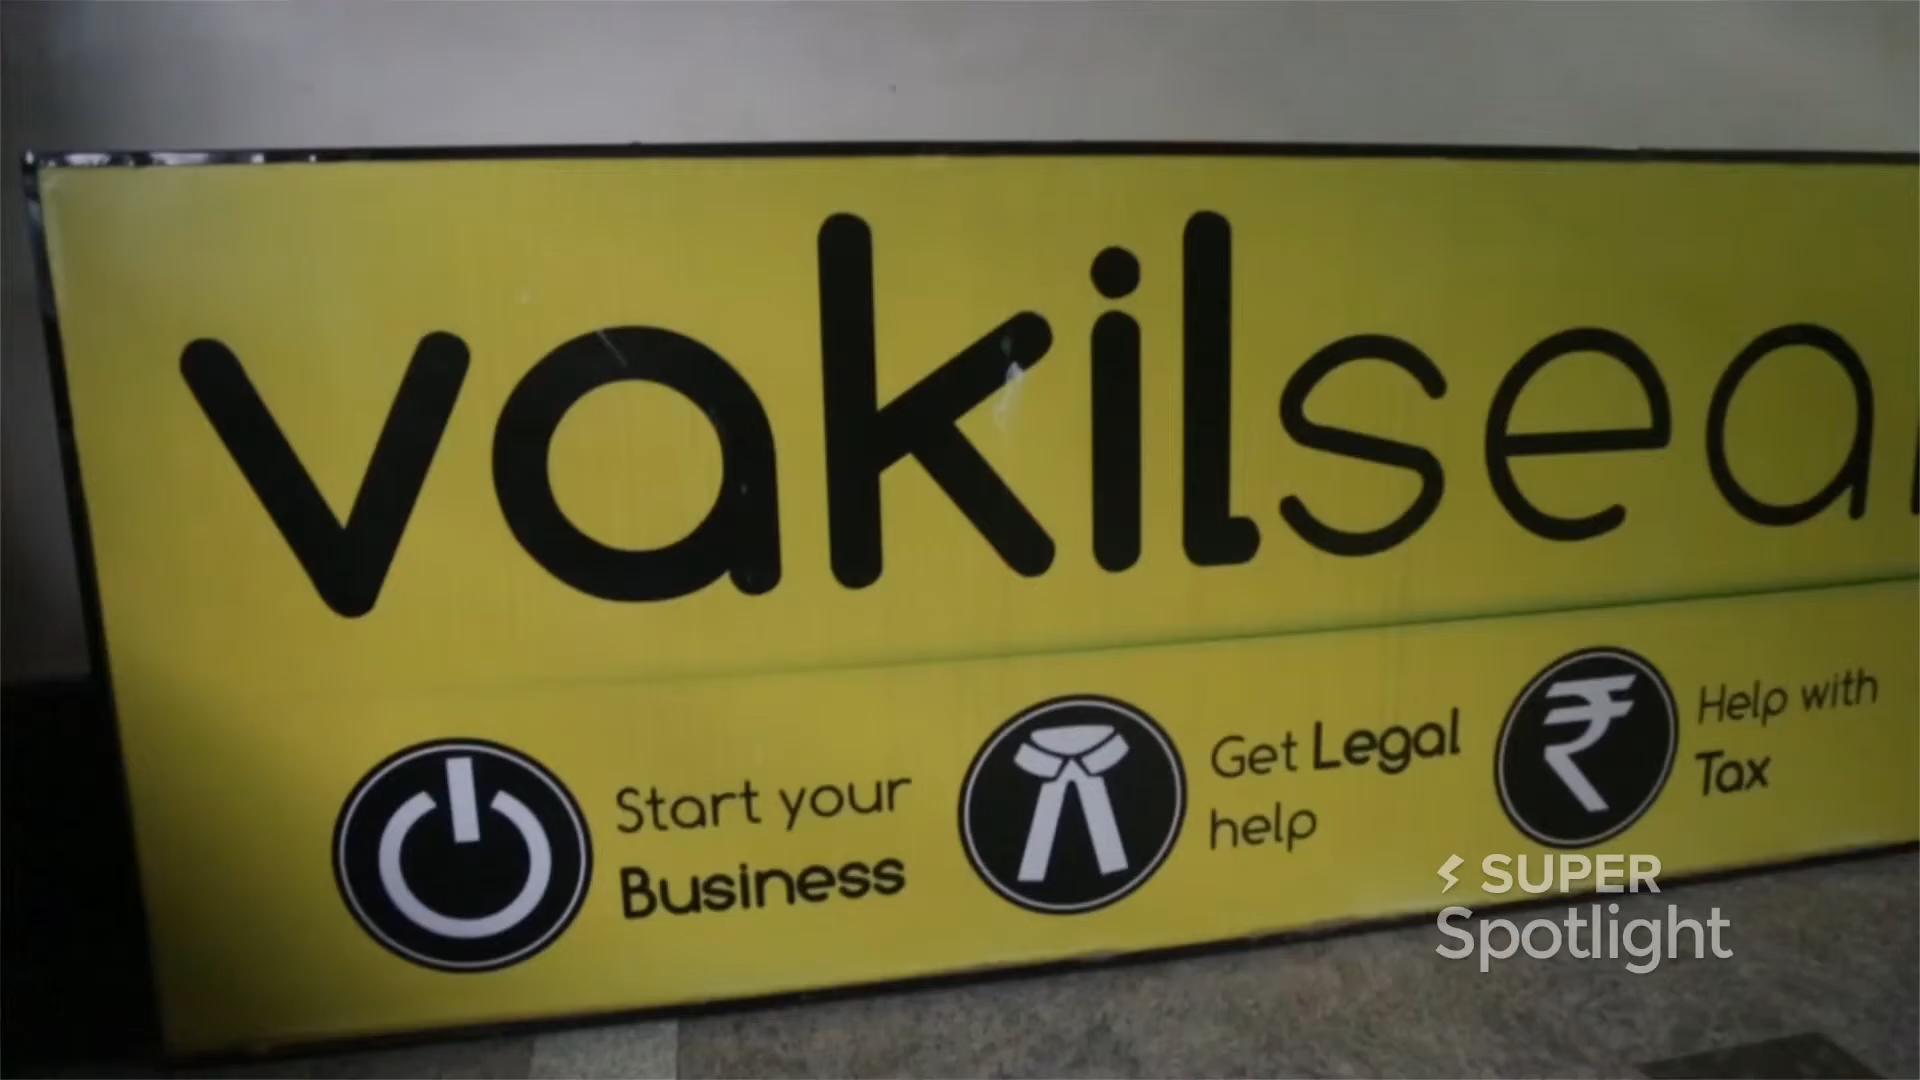 vakilsea
Start your
Business
Get Legal
help
₹
Help with
Tax
SUPER
Spotlight